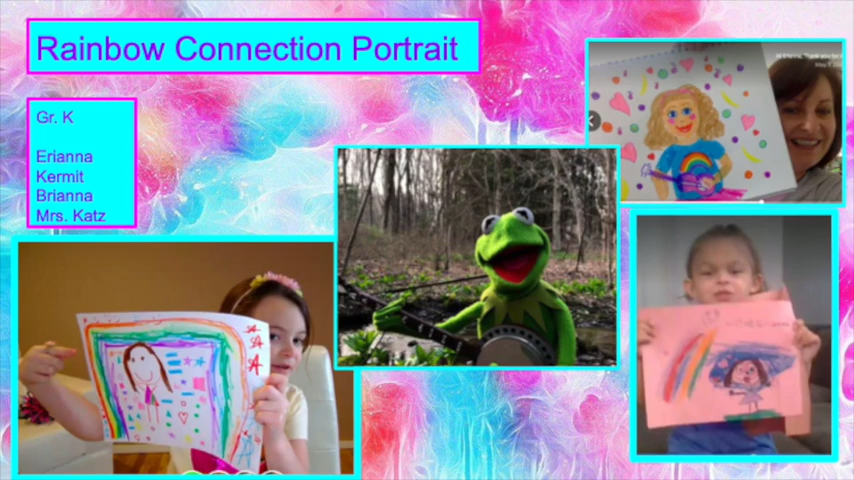 Rainbow Connection Portrait
Gr. K
Erianna
Kermit
Brianna
Mrs. Katz
A
A
A